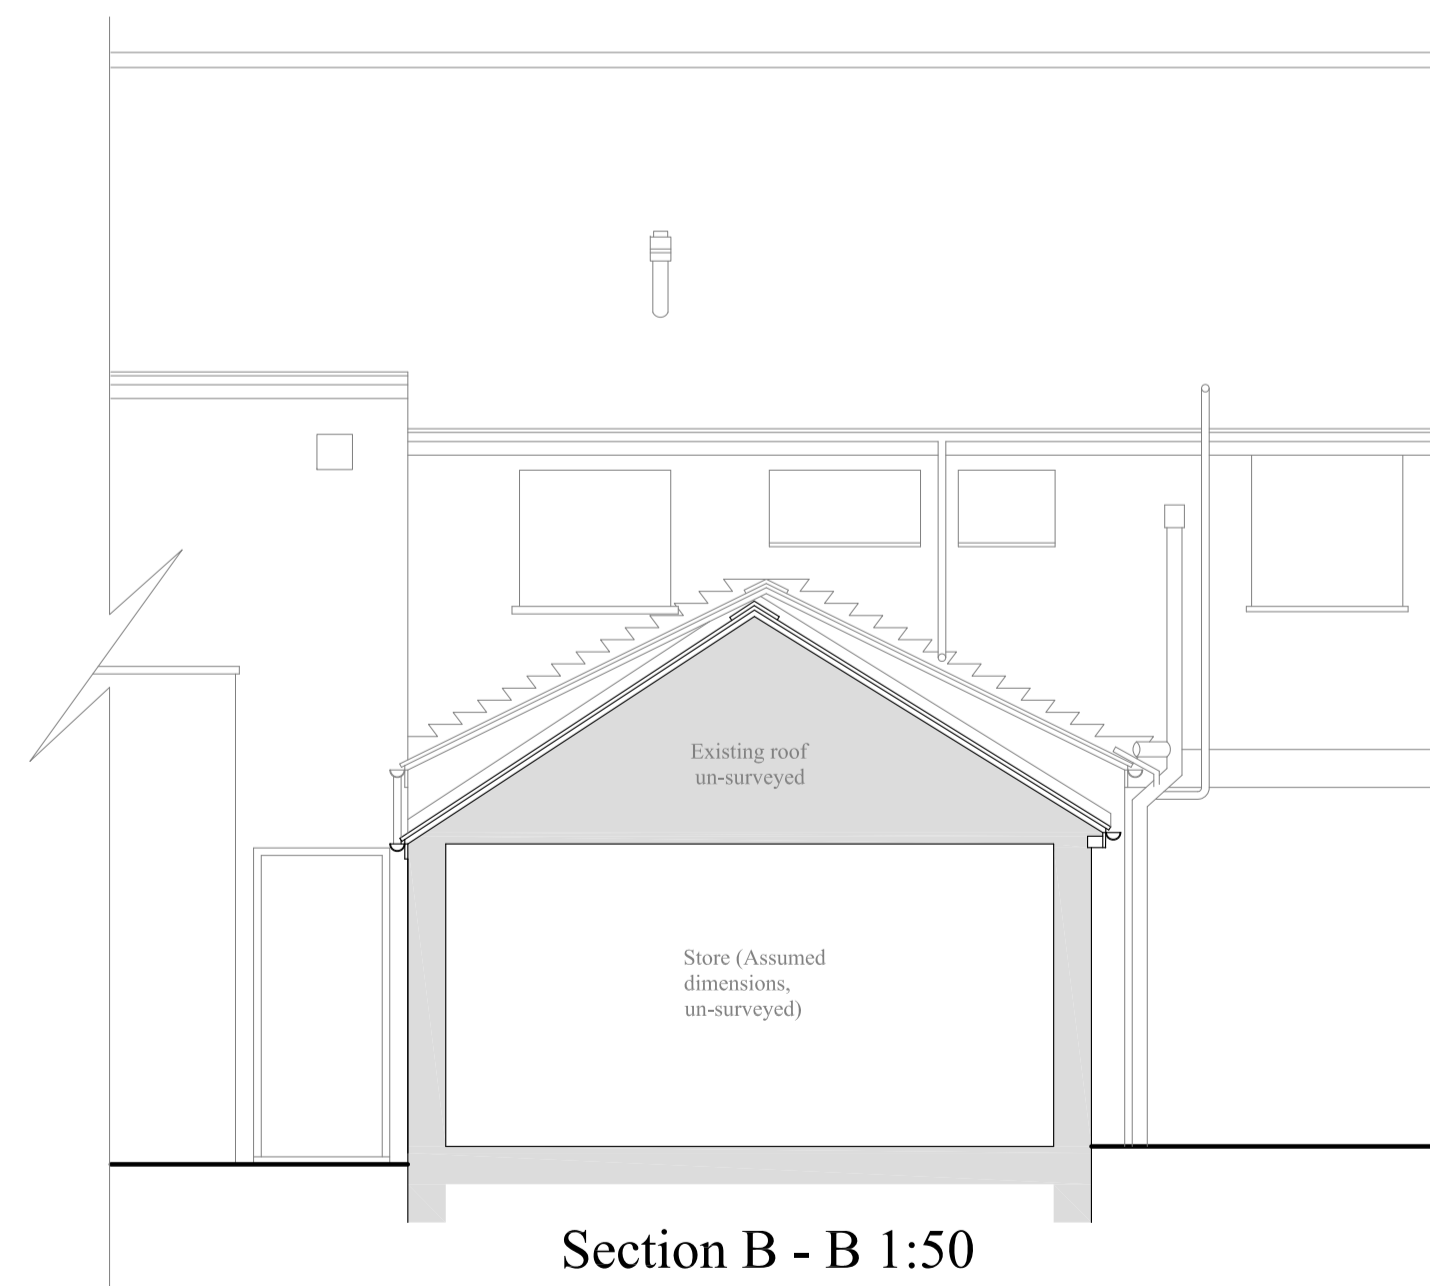 Existing roof
un-surveyed
Store (Assumed
dimensions,
un-surveyed)
Section B - B 1:50